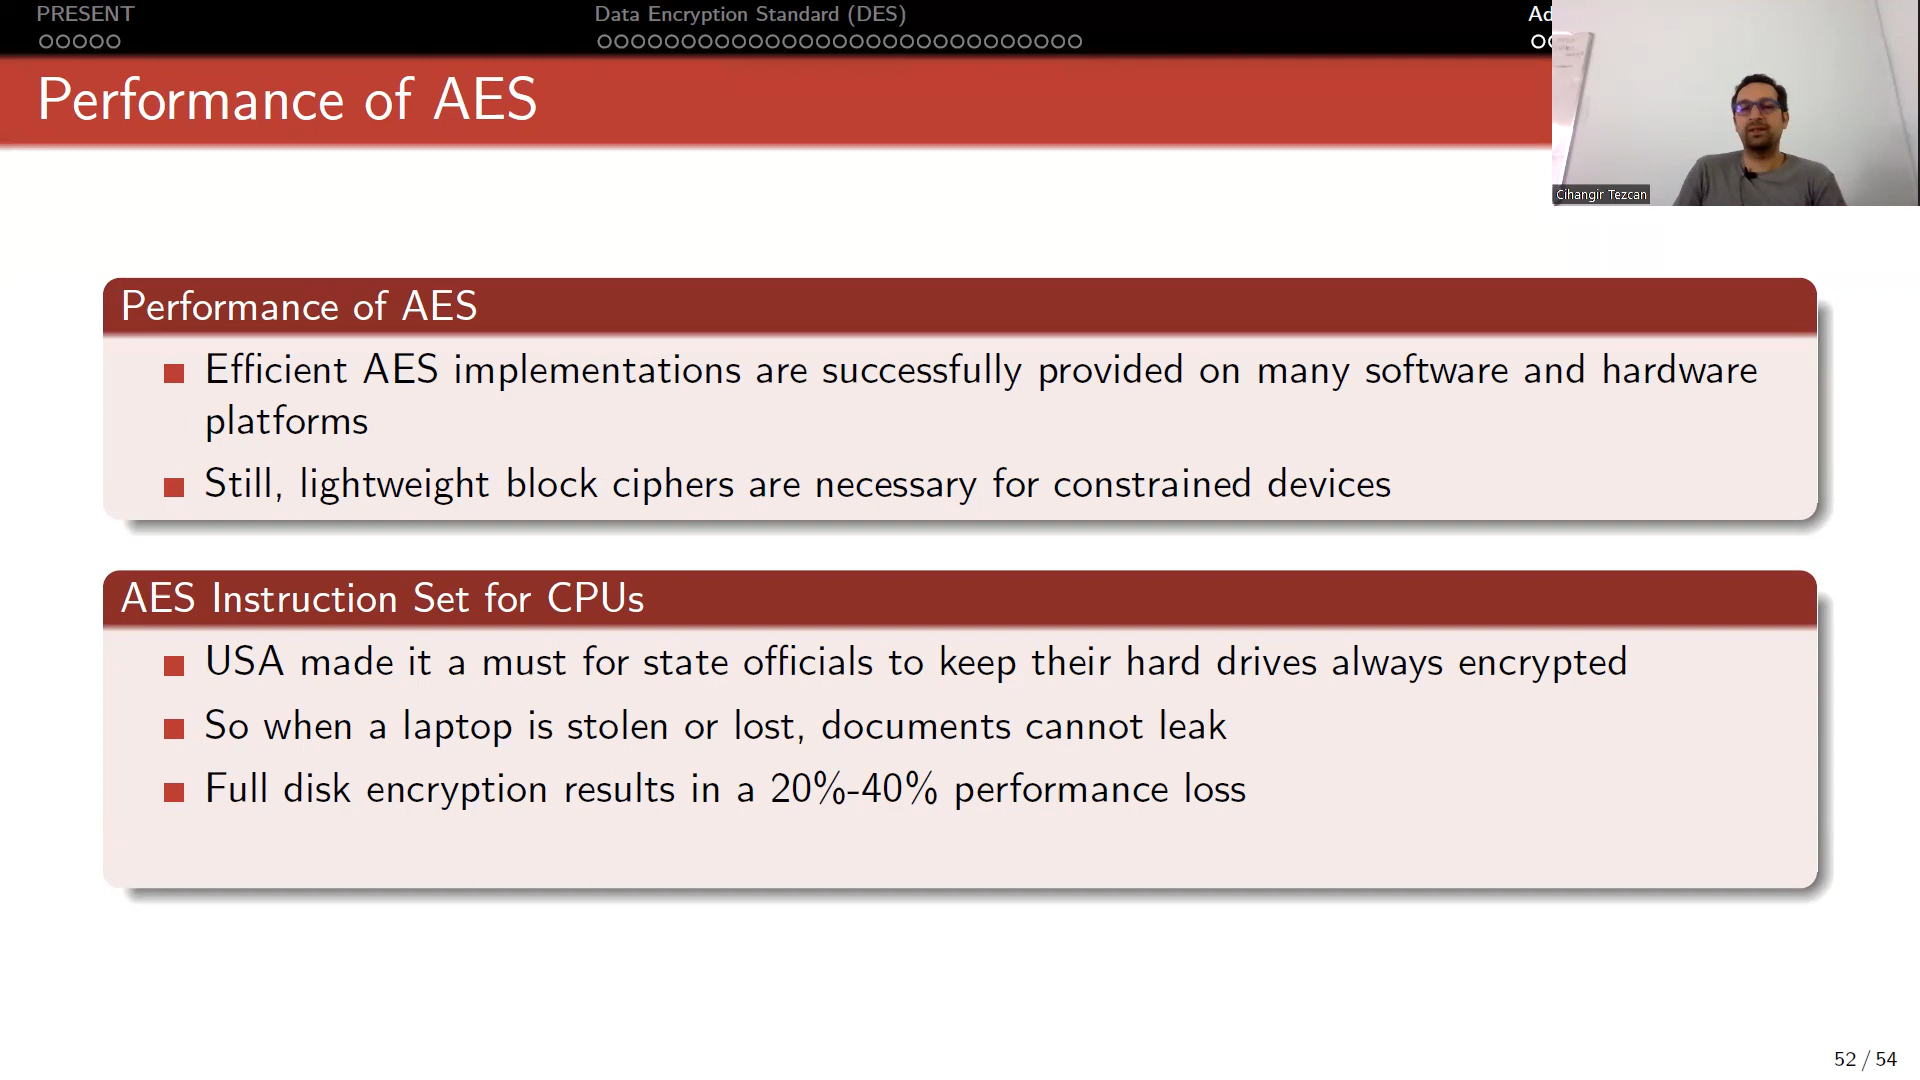 PRESENT
Data Encryption Standard (DES)
Ad
Performance of AES
Cihangir Tezcan
Performance of AES
Efficient AES implementations are successfully provided on many software and hardware
platforms
Still, lightweight block ciphers are necessary for constrained devices
AES Instruction Set for CPUs
USA made it a must for state officials to keep their hard drives always encrypted
So when a laptop is stolen or lost, documents cannot leak
Full disk encryption results in a 20%-40% performance loss
52 / 54